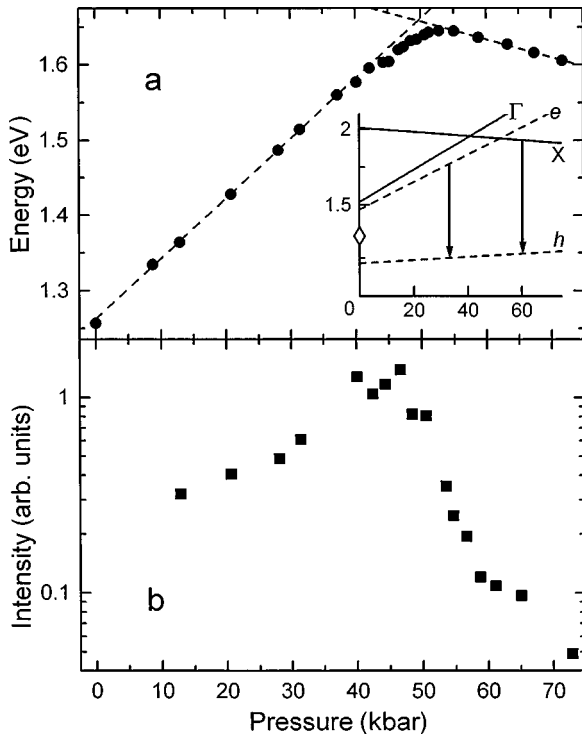 a
Energy (eV)
1.6
1.5
1.4
1.3
Γ
e
X
h
2
1.5
0
0 20 40 60
b
Intensity (arb. units)
1
0.1
0 10 20 30 40 50 60 70
Pressure (kbar)